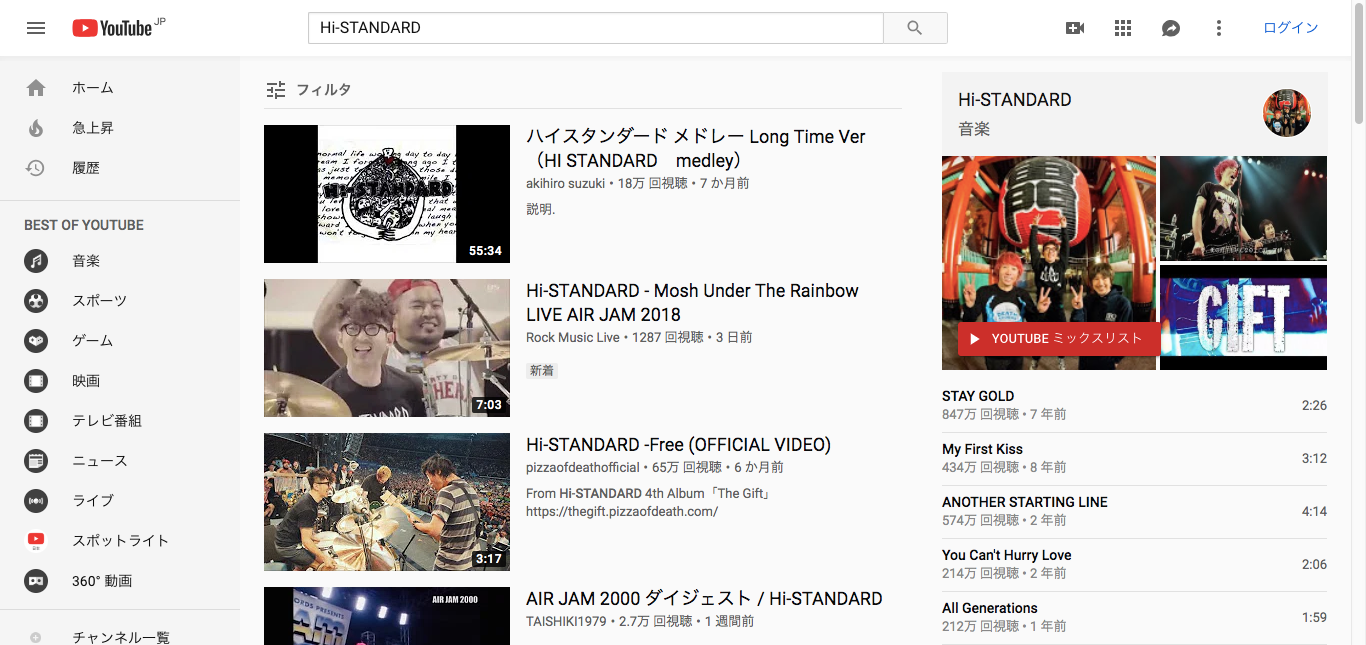 YouTube JP
Hi-STANDARD
ログイン
ホーム
急上昇
履歴
BEST OF YOUTUBE
音楽
スポーツ
ゲーム
映画
テレビ番組
ニュース
ライブ
スポットライト
360° 動画
チャンネル一覧
フィルタ
Hi-STANDARD
55:34
ハイスタンダード メドレー Long Time Ver
（HI STANDARD　medley）
akihiro suzuki • 18万 回視聴 • 7 か月前
説明.
7:03
Hi-STANDARD - Mosh Under The Rainbow
LIVE AIR JAM 2018
Rock Music Live • 1287 回視聴 • 3 日前
新着
3:17
Hi-STANDARD -Free (OFFICIAL VIDEO)
pizzaofdeathofficial • 65万 回視聴 • 6 か月前
From Hi-STANDARD 4th Album「The Gift」
https://thegift.pizzaofdeath.com/
AIR JAM 2000
AIR JAM 2000 ダイジェスト / Hi-STANDARD
TAISHIKI1979 • 2.7万 回視聴 • 1 週間前
Hi-STANDARD
音楽
GIFT
YOUTUBE ミックスリスト
STAY GOLD
847万 回視聴 • 7 年前
2:26
My First Kiss
434万 回視聴 • 8 年前
3:12
ANOTHER STARTING LINE
574万 回視聴 • 2 年前
4:14
You Can't Hurry Love
214万 回視聴 • 2 年前
2:06
All Generations
212万 回視聴 • 1 年前
1:59